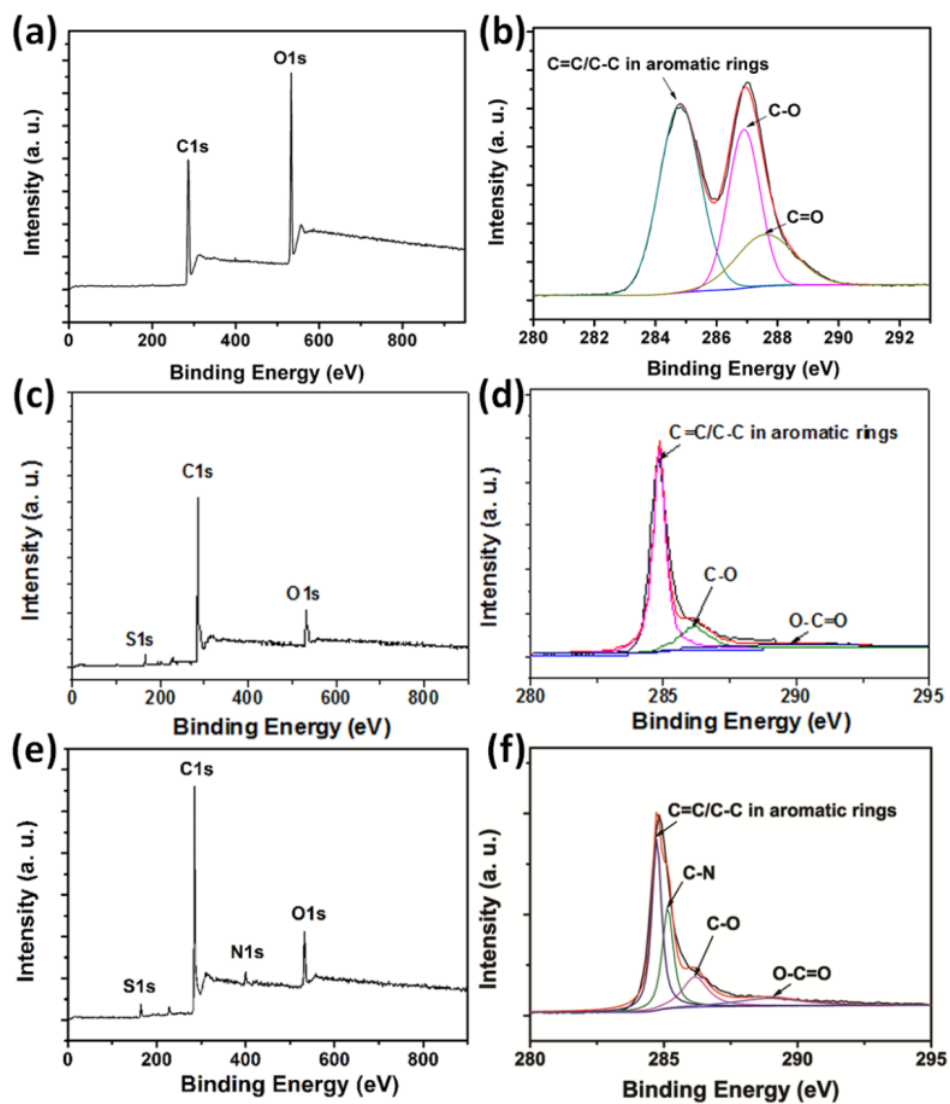 (a)
O1s
C1s
Intensity (a. u.)
0 200 400 600 800
Binding Energy (eV)
(b)
C=C/C-C in aromatic rings
C-O
C=O
Intensity (a. u.)
280 282 284 286 288 290 292
Binding Energy (eV)
(c)
C1s
O1s
S1s
Intensity (a. u.)
0 200 400 600 800
Binding Energy (eV)
(d)
C=C/C-C in aromatic rings
C-O
O-C=O
Intensity (a. u.)
280 285 290 295
Binding Energy (eV)
(e)
C1s
O1s
N1s
S1s
Intensity (a. u.)
0 200 400 600 800
Binding Energy (eV)
(f)
C=C/C-C in aromatic rings
C-N
C-O
O-C=O
Intensity (a. u.)
280 285 290 295
Binding Energy (eV)